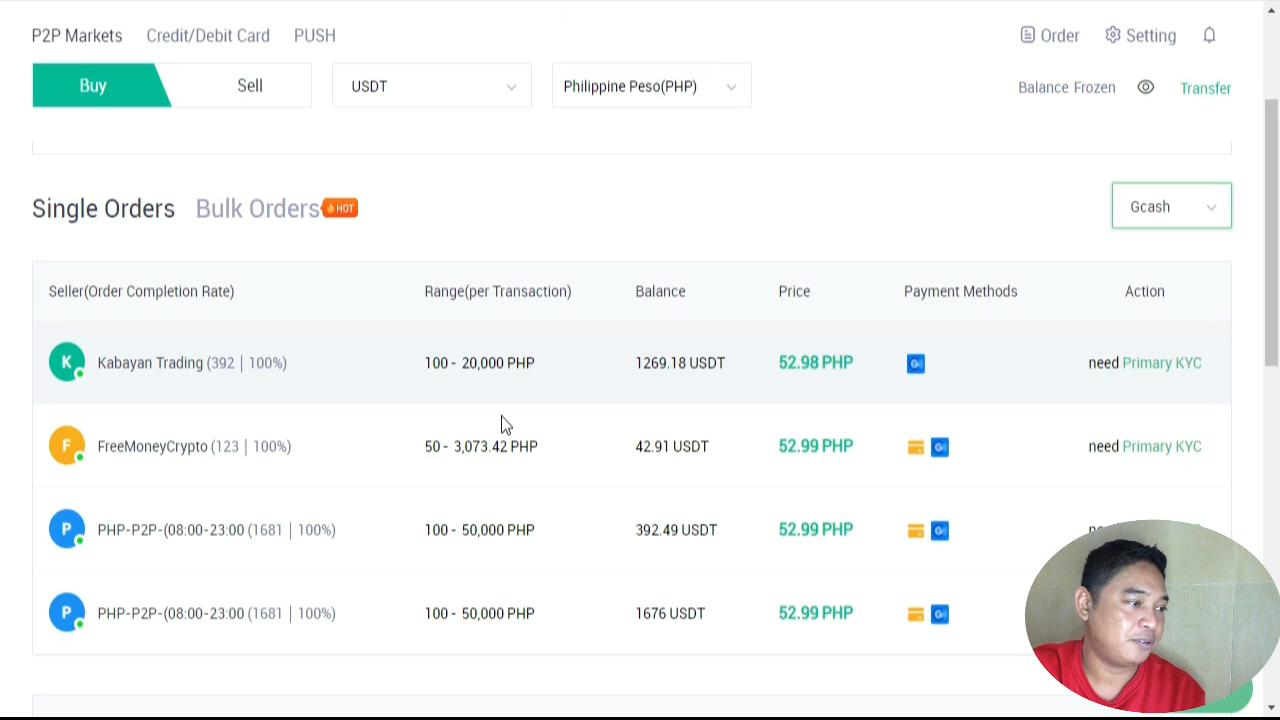 P2P Markets Credit/Debit Card PUSH Order Setting
Buy Sell USDT Philippine Peso(PHP) Balance Frozen Transfer
Single Orders Bulk Orders HOT Gcash
Seller(Order Completion Rate) Range(per Transaction) Balance Price Payment Methods Action
K Kabayan Trading (392 | 100%) 100 - 20,000 PHP 1269.18 USDT 52.98 PHP G need Primary KYC
F FreeMoneyCrypto (123 | 100%) 50 - 3,073.42 PHP 42.91 USDT 52.99 PHP G need Primary KYC
P PHP-P2P-(08:00-23:00 (1681 | 100%) 100 - 50,000 PHP 392.49 USDT 52.99 PHP G
P PHP-P2P-(08:00-23:00 (1681 | 100%) 100 - 50,000 PHP 1676 USDT 52.99 PHP G